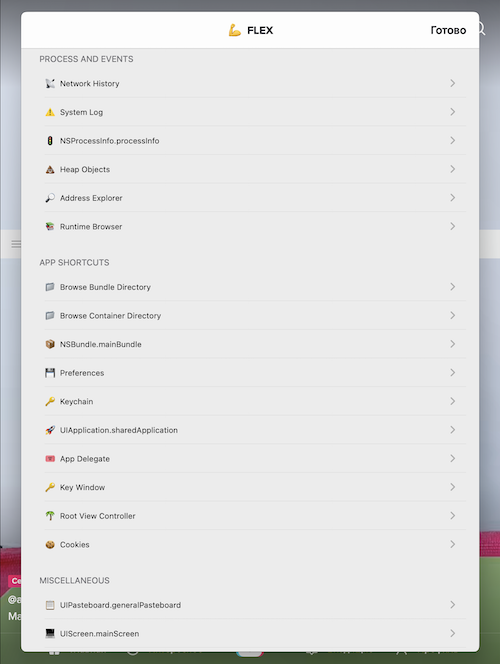 FLEX
Готово
PROCESS AND EVENTS
Network History
System Log
NSProcessInfo.processInfo
Heap Objects
Address Explorer
Runtime Browser
APP SHORTCUTS
Browse Bundle Directory
Browse Container Directory
NSBundle.mainBundle
Preferences
Keychain
UIApplication.sharedApplication
App Delegate
Key Window
Root View Controller
Cookies
MISCELLANEOUS
UIPasteboard.generalPasteboard
UIScreen.mainScreen